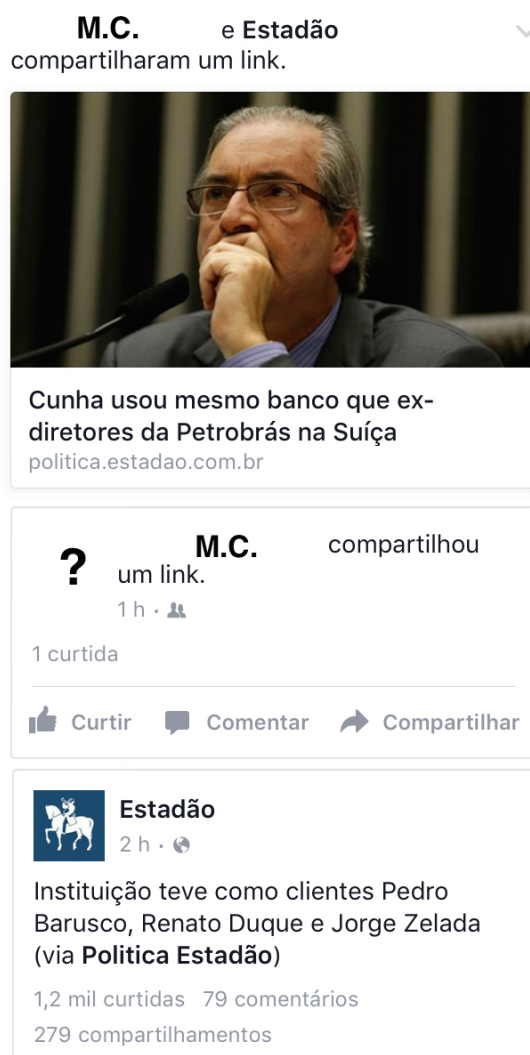 M.C. e Estadão
compartilharam um link.
Cunha usou mesmo banco que ex-
diretores da Petrobrás na Suíça
politica.estadao.com.br
? M.C. compartilhou
um link.
1 h ·
1 curtida
Curtir Comentar Compartilhar
Estadão
2 h ·
Instituição teve como clientes Pedro
Barusco, Renato Duque e Jorge Zelada
(via Politica Estadão)
1,2 mil curtidas 79 comentários
279 compartilhamentos